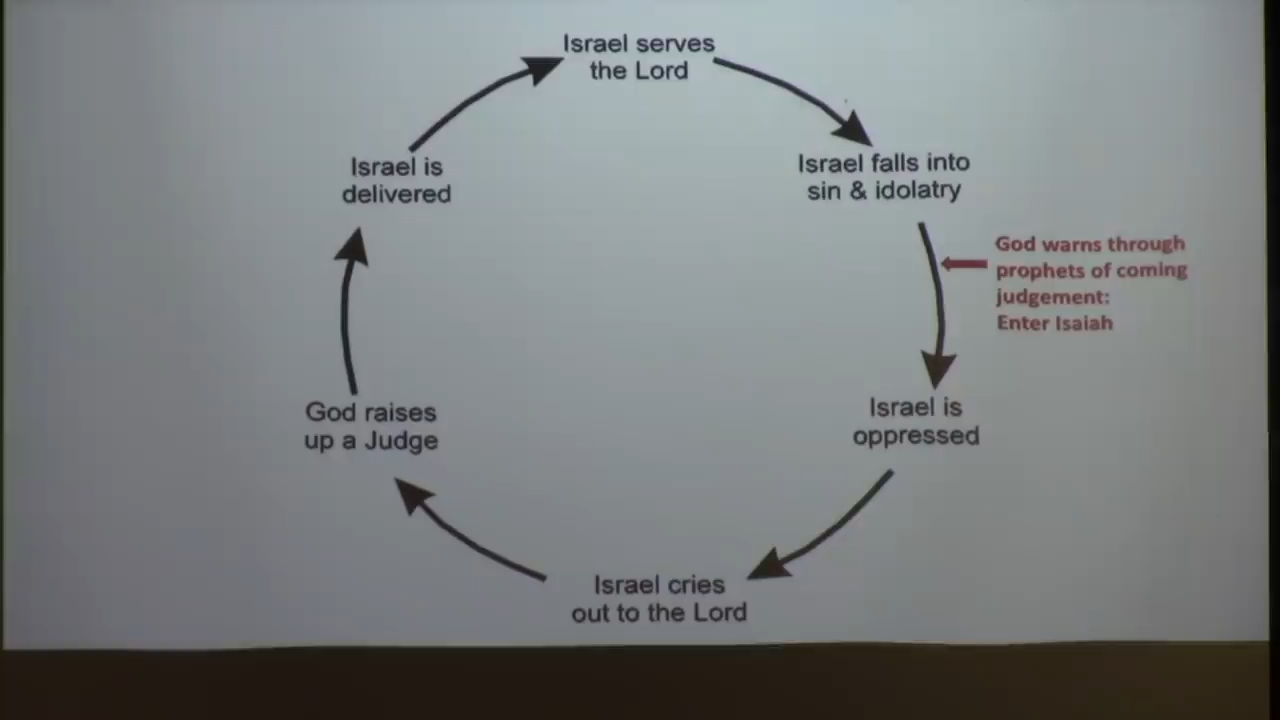 Israel serves
the Lord
Israel falls into
sin & idolatry
God warns through
prophets of coming
judgement:
Enter Isaiah
Israel is
oppressed
Israel cries
out to the Lord
God raises
up a Judge
Israel is
delivered